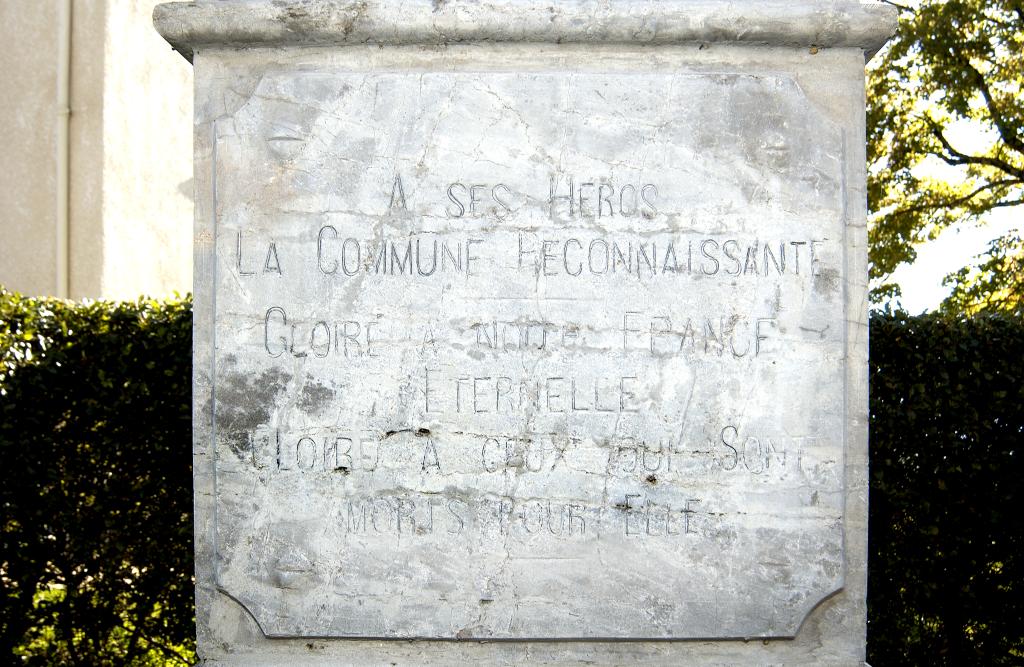 A SES HEROS
LA COMMUNE RECONNAISSANTE
GLOIRE A NOTRE FRANCE
ETERNELLE
GLOIRE A CEUX QUI SONT
MORTS POUR ELLE